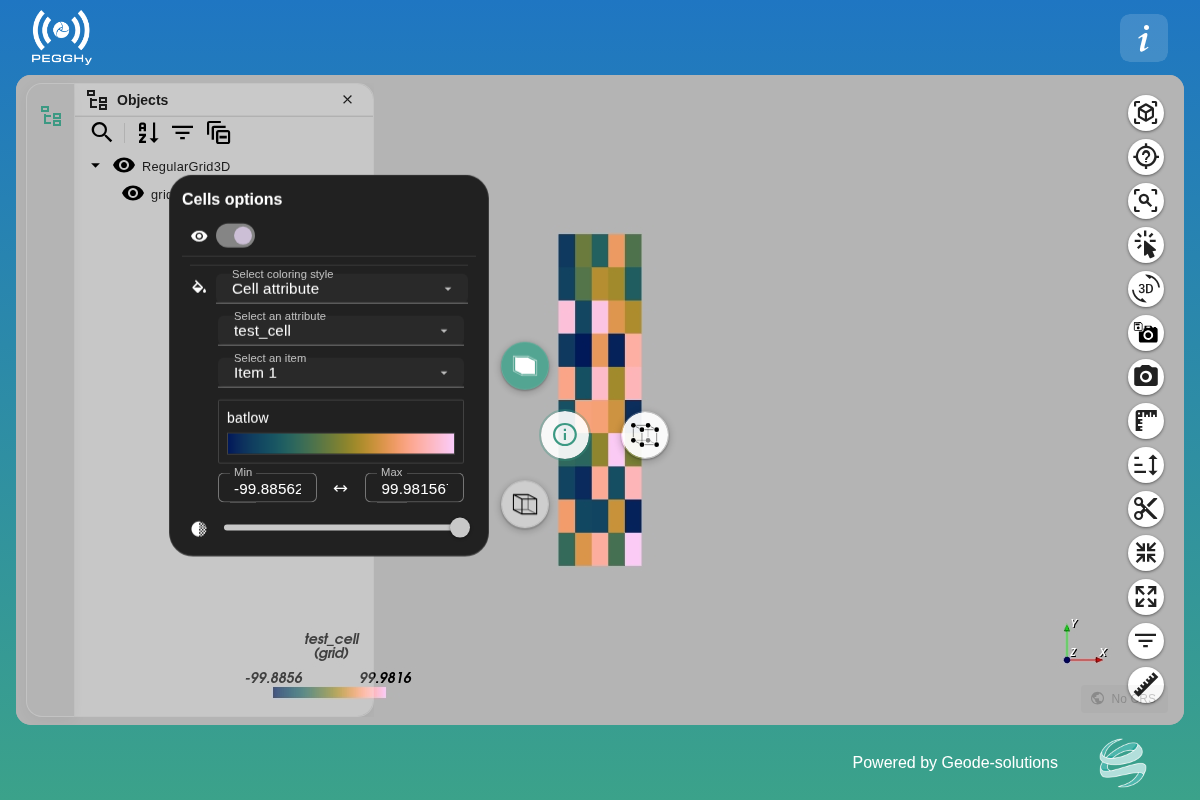 PEGGHy
i
Objects
A
Z
RegularGrid3D
grid
Cells options
Select coloring style
Cell attribute
Select an attribute
test_cell
Select an item
Item 1
batlow
Min
Max
-99.88562
99.98156
3D
test_cell
(grid)
-99.8856
99.9816
Y
Z
X
No CRS
Powered by Geode-solutions